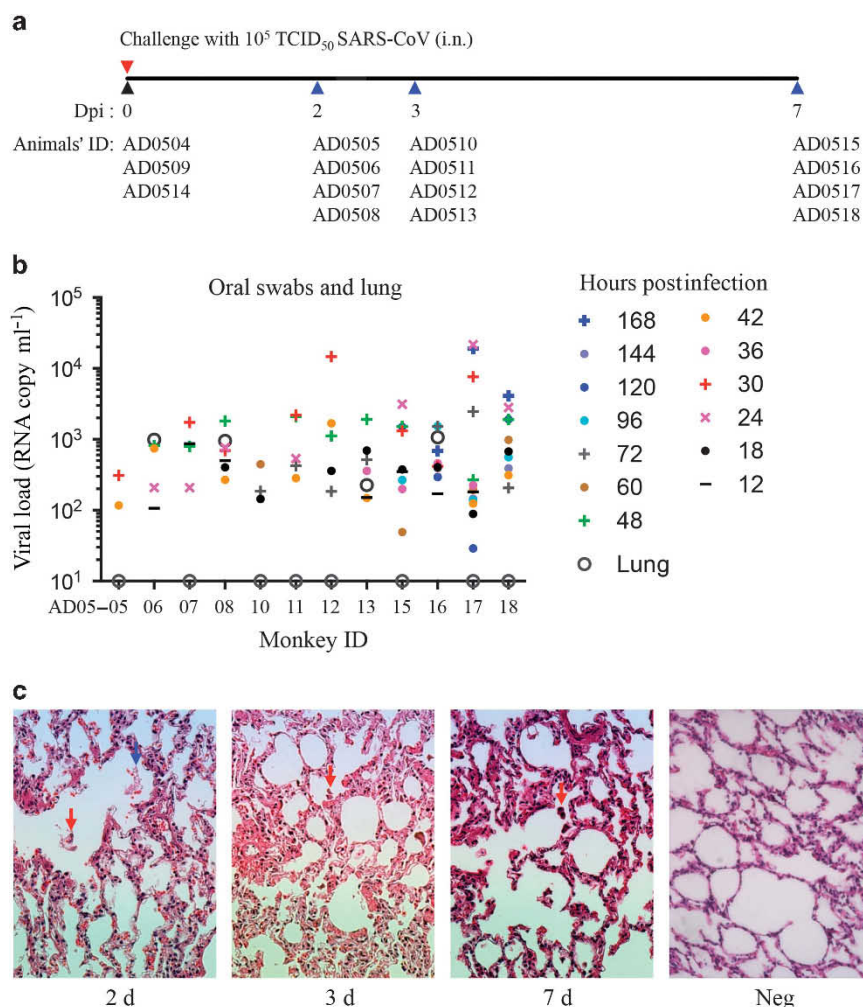 a
Challenge with 10⁵ TCID₅₀ SARS-CoV (i.n.)
Dpi : 0 2 3 7
Animals' ID: AD0504 AD0505 AD0510 AD0515
AD0509 AD0506 AD0511 AD0516
AD0514 AD0507 AD0512 AD0517
AD0508 AD0513 AD0518
b
Oral swabs and lung
Viral load (RNA copy ml⁻¹)
10⁵
10⁴
10³
10²
10¹
AD05–05 06 07 08 10 11 12 13 15 16 17 18
Monkey ID
Hours postinfection
168 42
144 36
120 30
96 24
72 18
60 12
48
Lung
c
2 d 3 d 7 d Neg